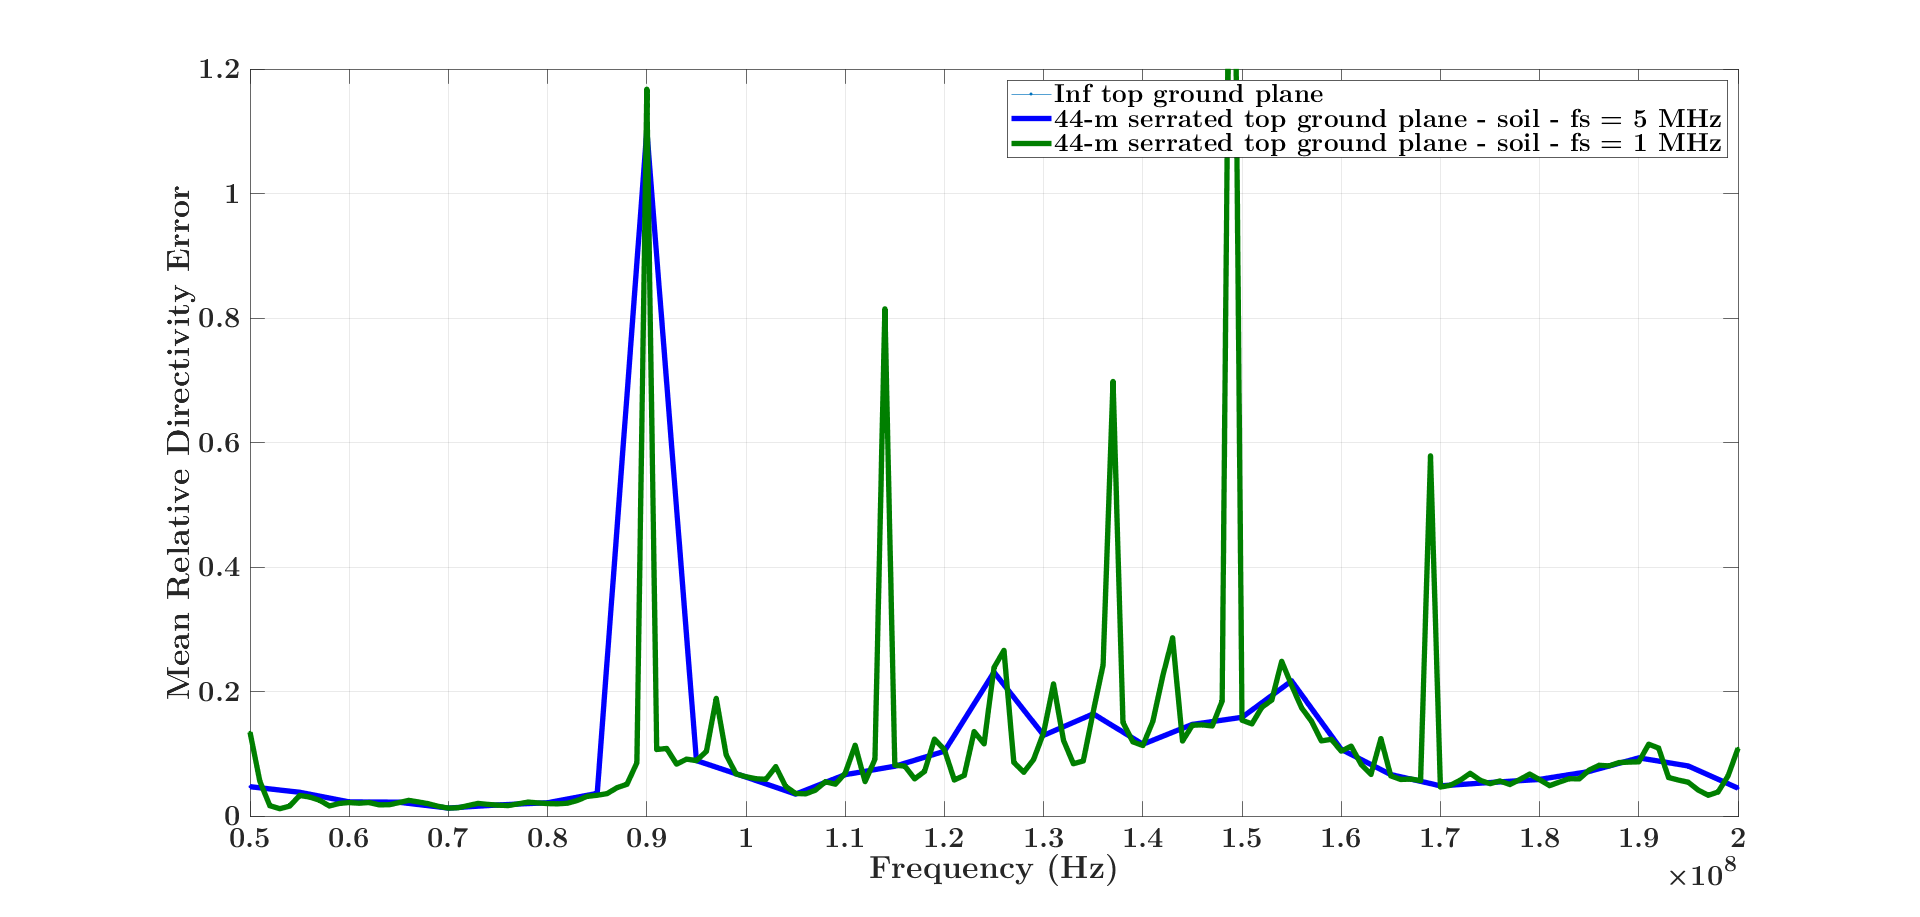 Inf top ground plane
44-m serrated top ground plane - soil - fs = 5 MHz
44-m serrated top ground plane - soil - fs = 1 MHz
Mean Relative Directivity Error
1.2
1
0.8
0.6
0.4
0.2
0
0.5 0.6 0.7 0.8 0.9 1 1.1 1.2 1.3 1.4 1.5 1.6 1.7 1.8 1.9 2
Frequency (Hz)
×10⁸